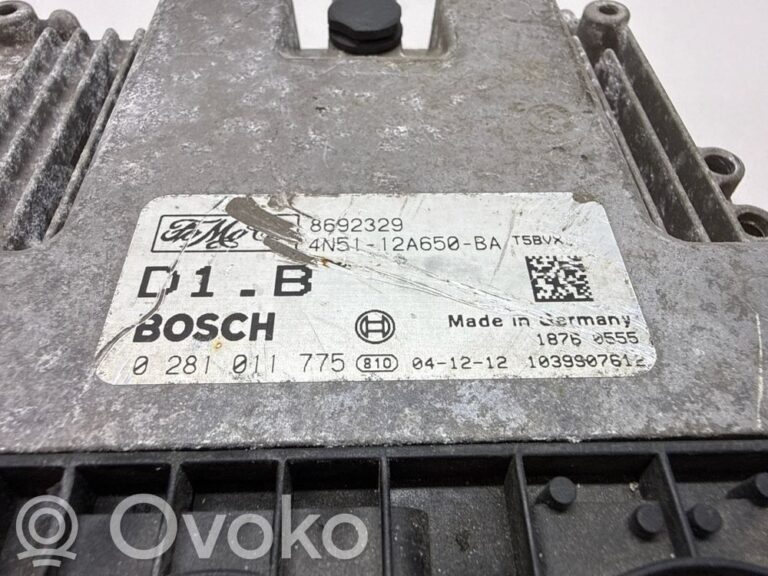 FoMoCo
8692329
4N51-12A650-BA T5BVX
D1.B
BOSCH
Made in Germany
1876 0555
0 281 011 775 810 04-12-12 1039907612
Ovoko